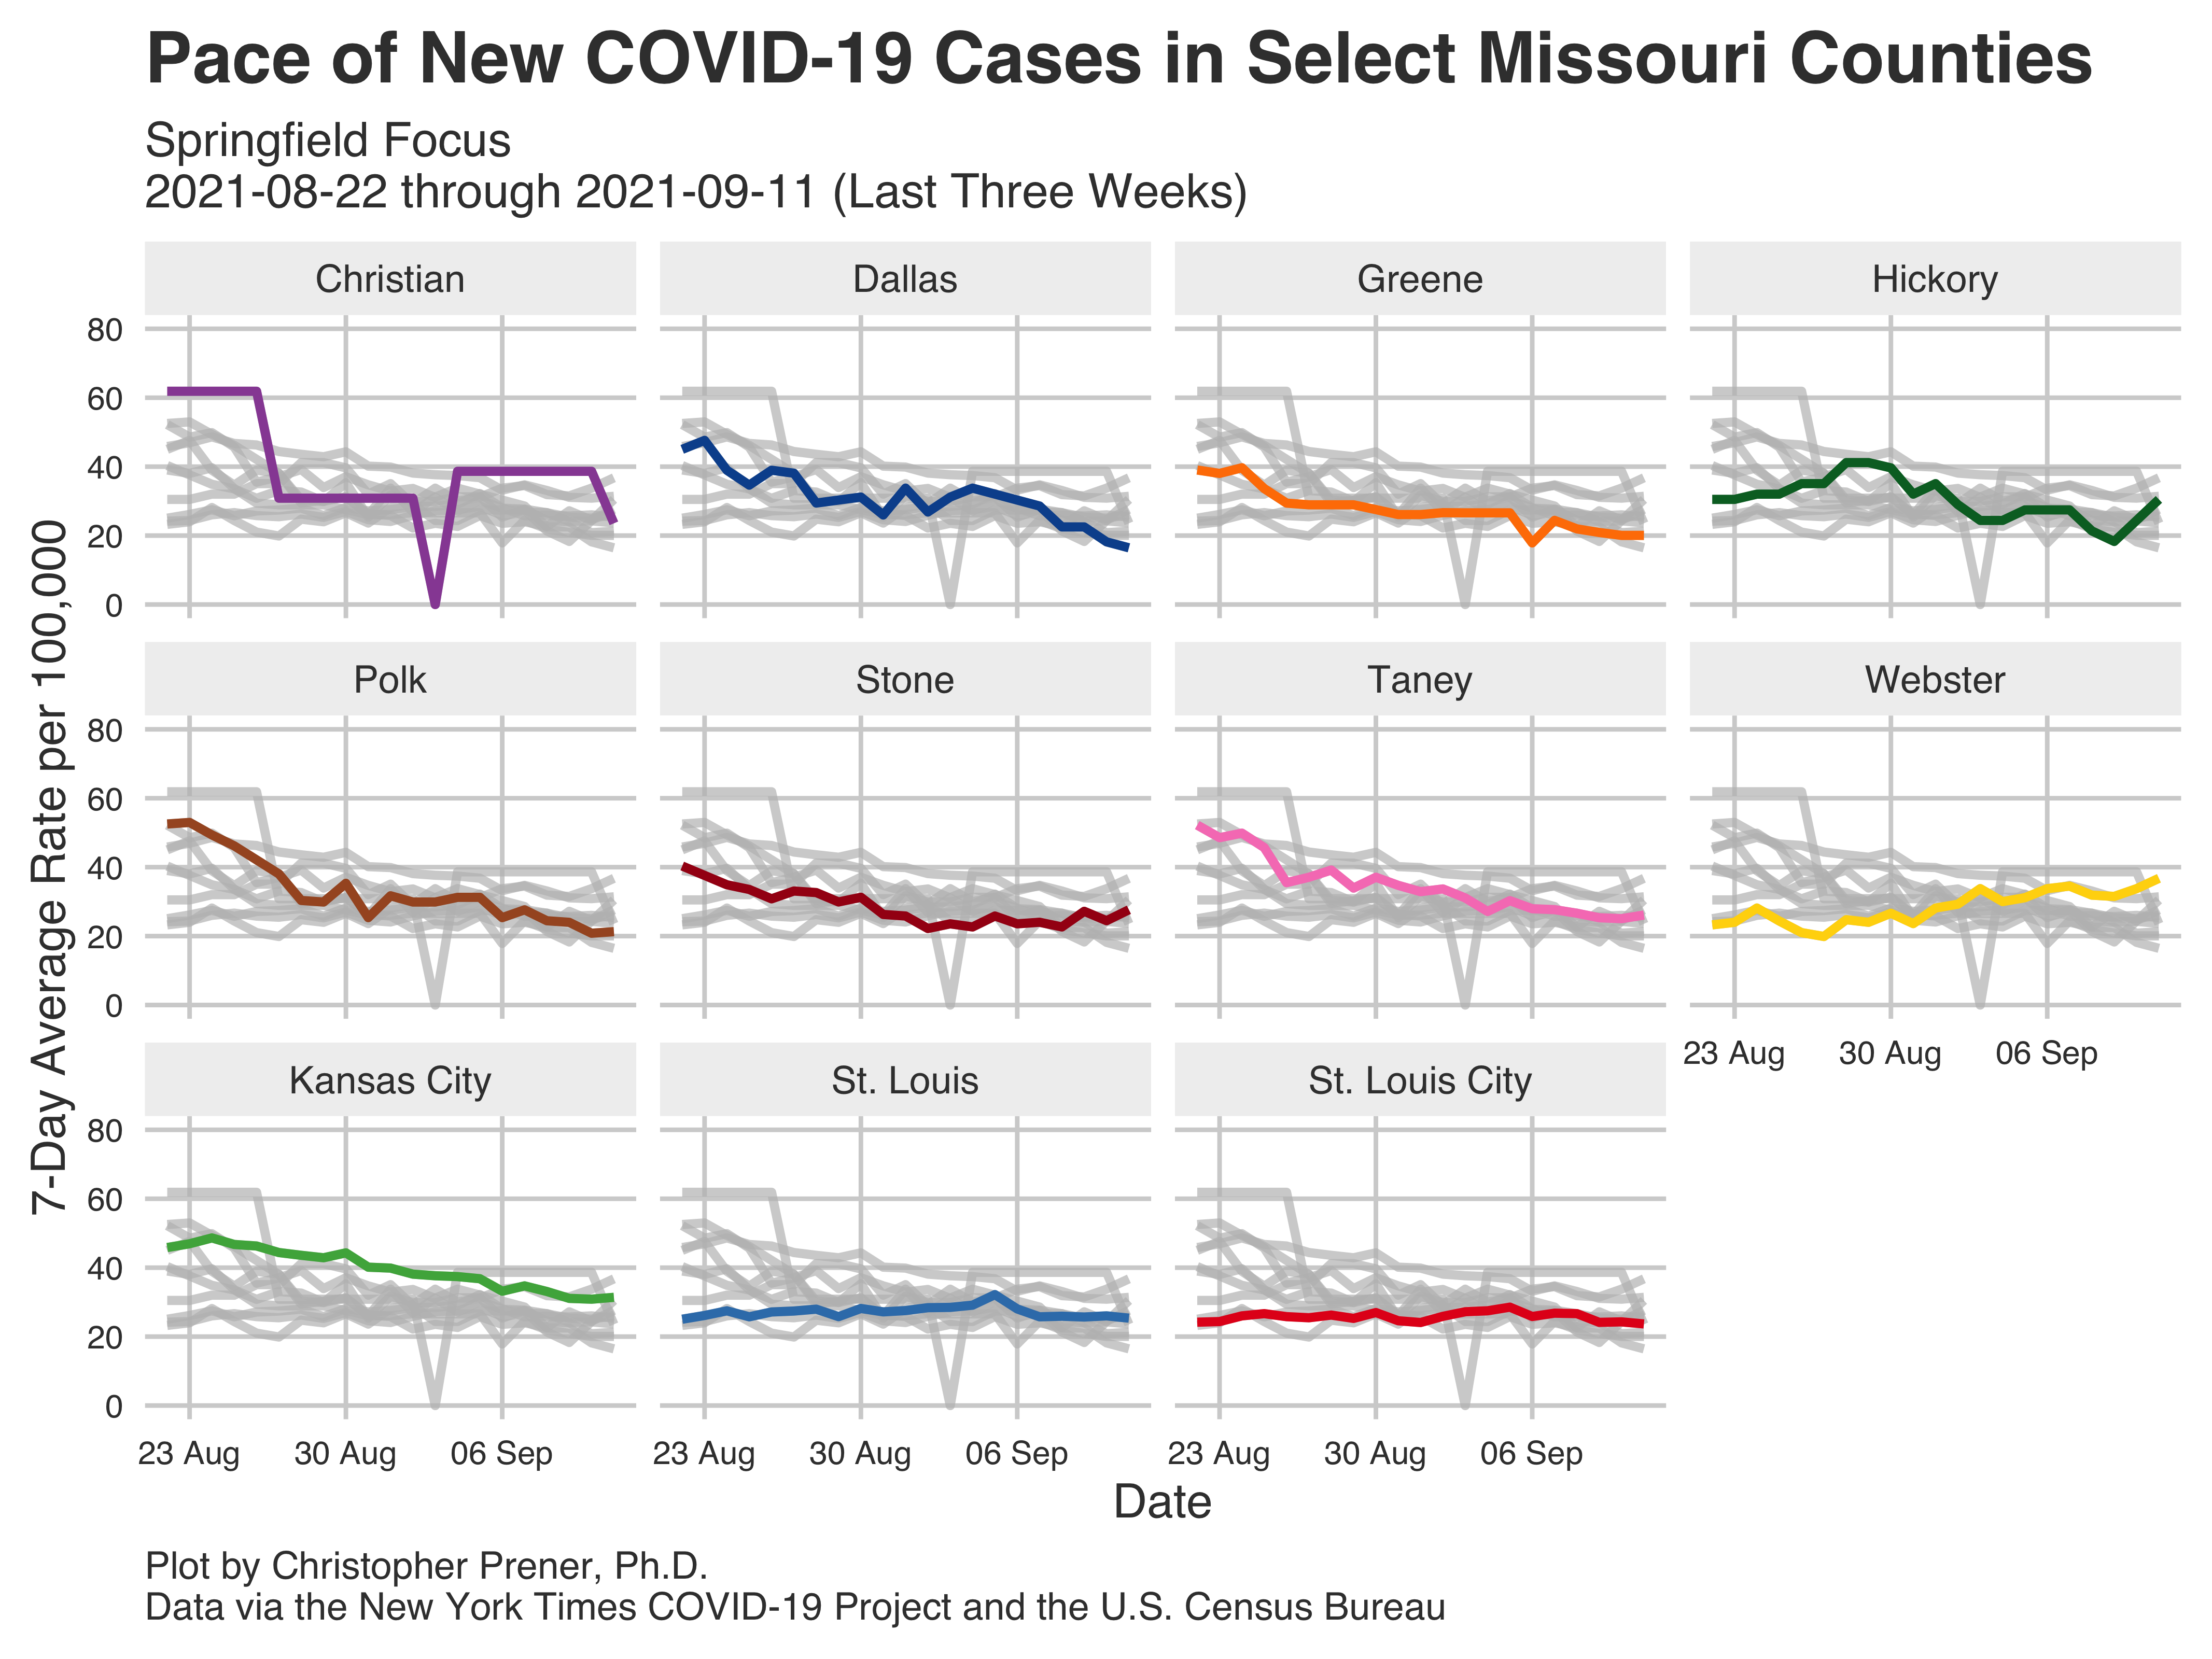 Pace of New COVID-19 Cases in Select Missouri Counties
Springfield Focus
2021-08-22 through 2021-09-11 (Last Three Weeks)
7-Day Average Rate per 100,000
Christian
Dallas
Greene
Hickory
80
60
40
20
0
Polk
Stone
Taney
Webster
80
60
40
20
0
23 Aug 30 Aug 06 Sep
Kansas City
St. Louis
St. Louis City
80
60
40
20
0
23 Aug 30 Aug 06 Sep
23 Aug 30 Aug 06 Sep
23 Aug 30 Aug 06 Sep
Date
Plot by Christopher Prener, Ph.D.
Data via the New York Times COVID-19 Project and the U.S. Census Bureau